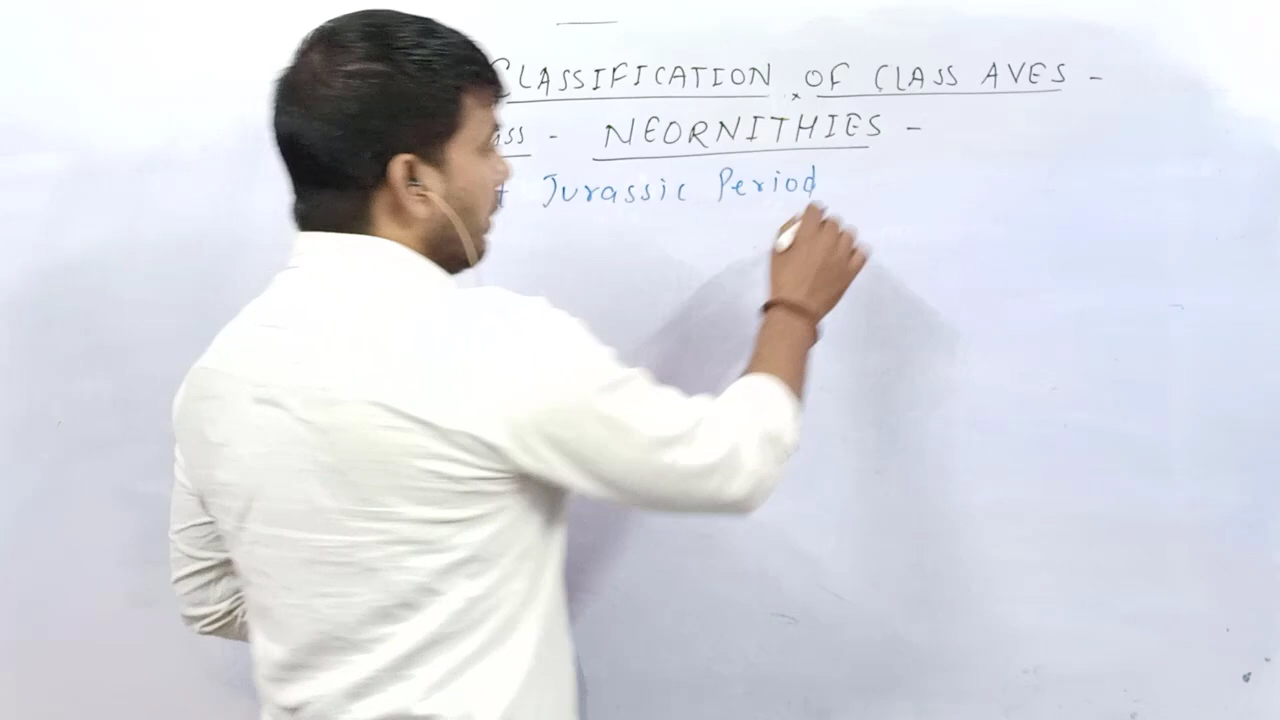 CLASSIFICATION OF CLASS AVES -
ass - NEORNITHIES -
Jurassic Period